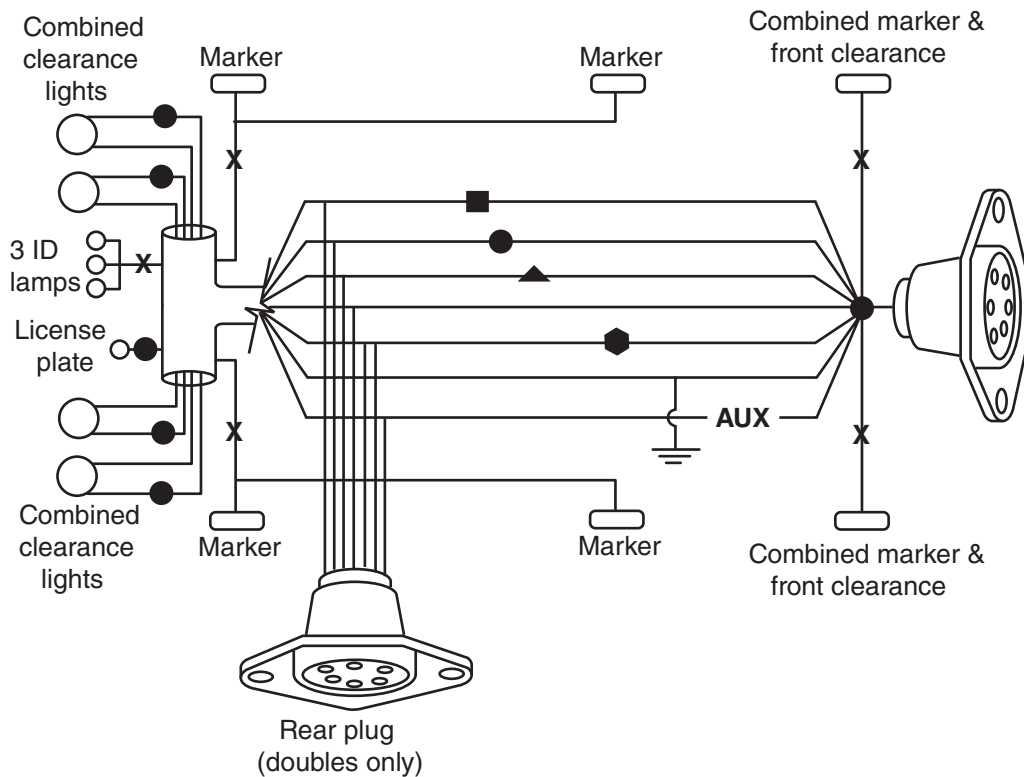 Combined
clearance
lights
Marker
Marker
Combined marker &
front clearance
X
X
3 ID
lamps
X
License
plate
AUX
X
X
Combined
clearance
lights
Marker
Marker
Combined marker &
front clearance
Rear plug
(doubles only)